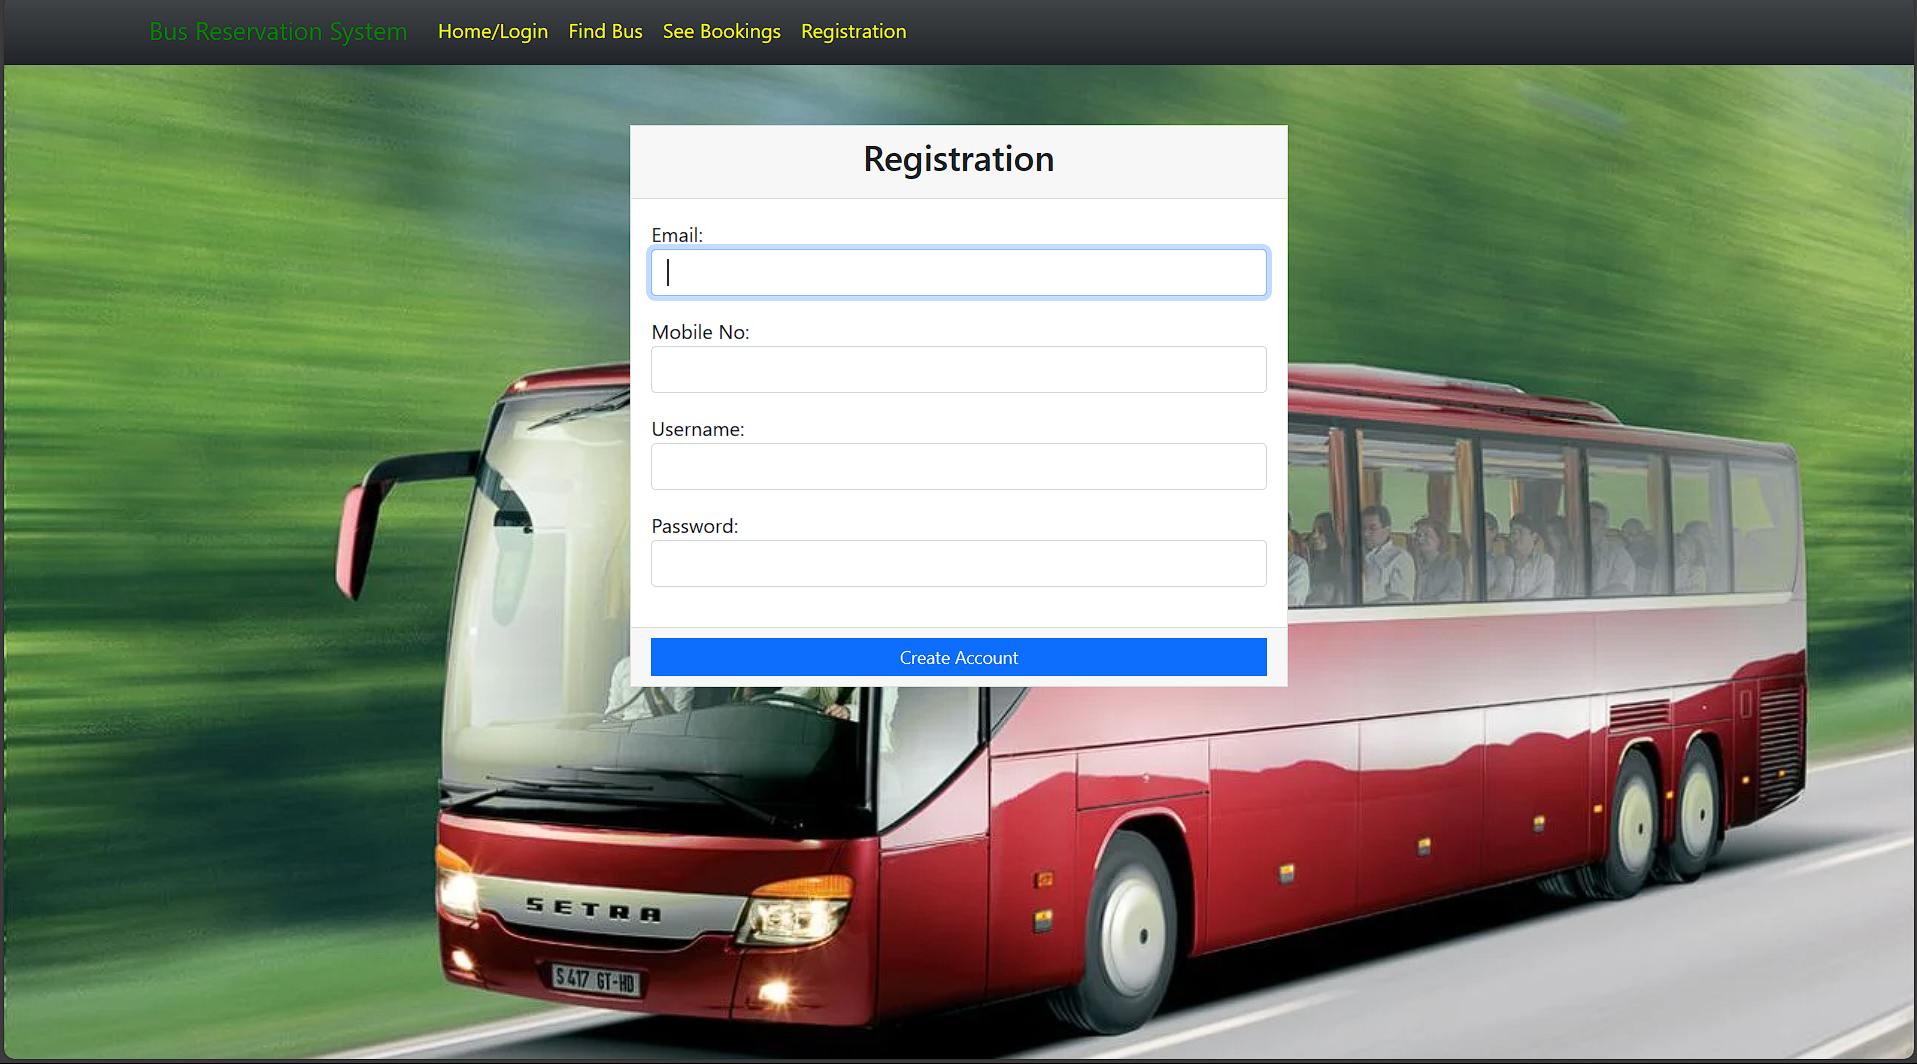 Bus Reservation System Home/Login Find Bus See Bookings Registration
Registration
Email:
Mobile No:
Username:
Password:
Create Account
SETRA
S 417 GT-HD